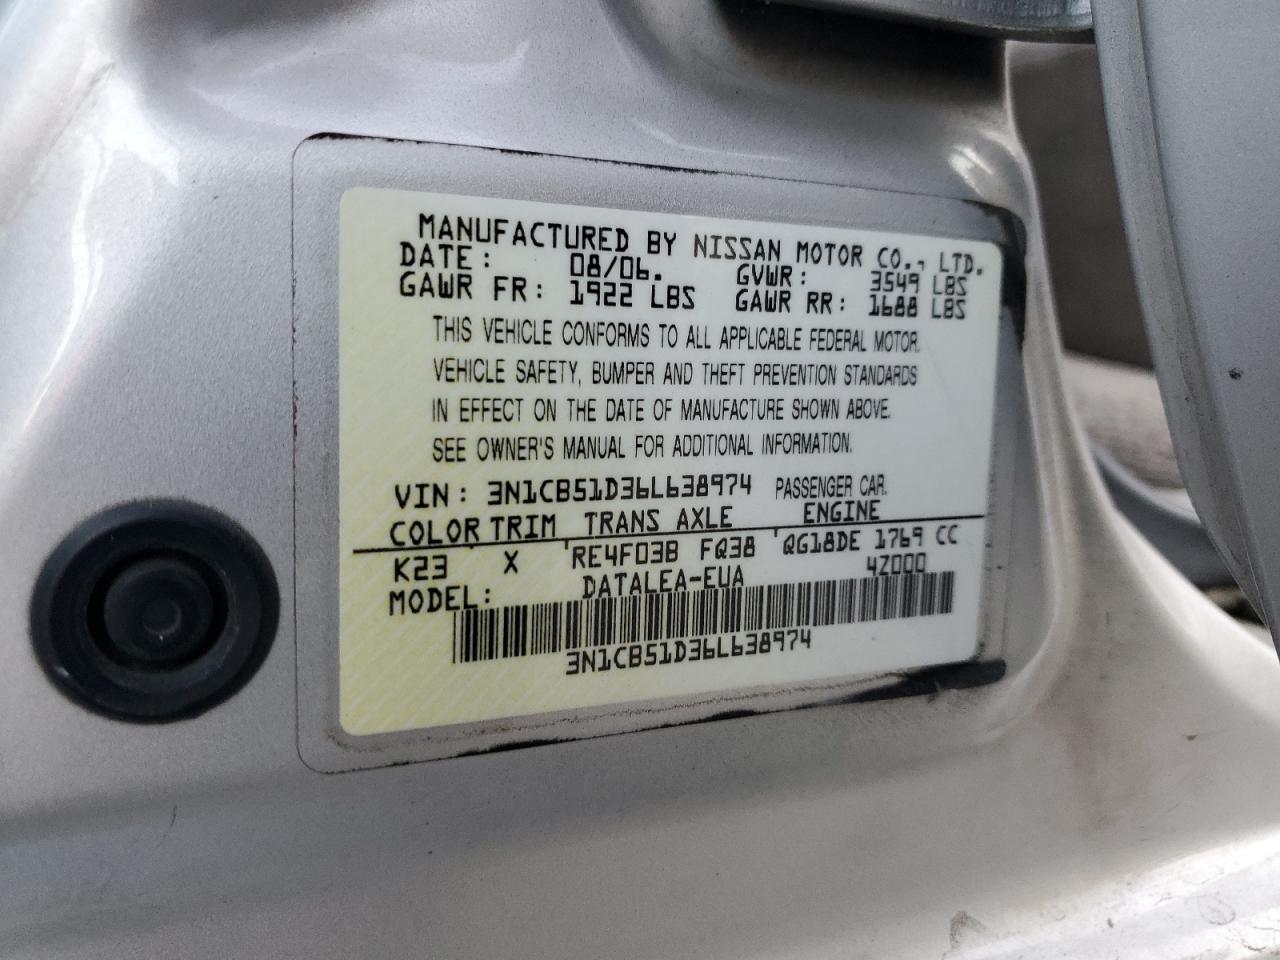 MANUFACTURED BY NISSAN MOTOR CO., LTD.
DATE: 08/06. GVWR: 3549 LBS
GAWR FR: 1922 LBS GAWR RR: 1688 LBS
THIS VEHICLE CONFORMS TO ALL APPLICABLE FEDERAL MOTOR
VEHICLE SAFETY, BUMPER AND THEFT PREVENTION STANDARDS
IN EFFECT ON THE DATE OF MANUFACTURE SHOWN ABOVE.
SEE OWNER'S MANUAL FOR ADDITIONAL INFORMATION.
VIN: 3N1CB51D36L638974 PASSENGER CAR.
COLOR TRIM TRANS AXLE ENGINE
K23 X RE4F03B FQ38 QG18DE 1769 CC
MODEL: DATALEA-EUA 4Z000
3N1CB51D36L638974